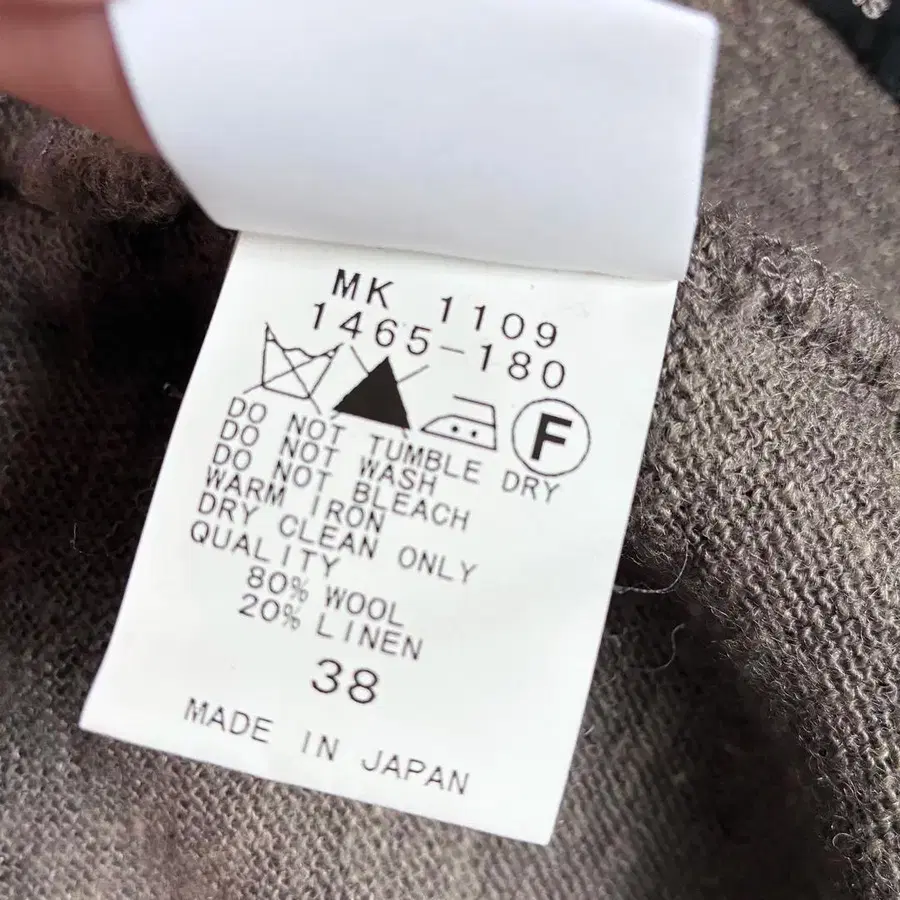 MK 1109
1465-180
F
DO NOT TUMBLE DRY
DO NOT WASH
DO NOT BLEACH
WARM IRON
DRY CLEAN ONLY
QUALITY
80% WOOL
20% LINEN
38
MADE IN JAPAN